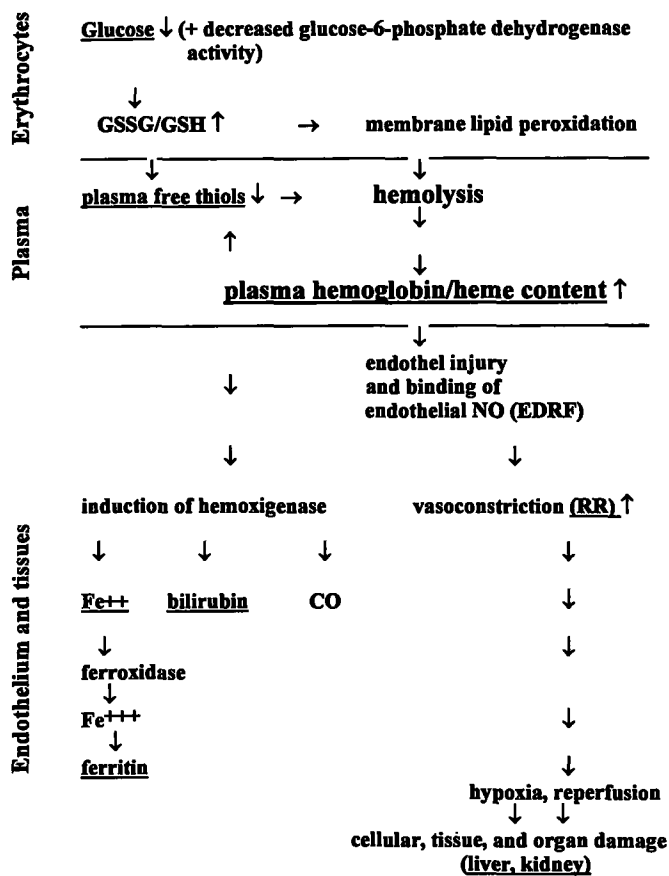 Erythrocytes
Glucose ↓ (+ decreased glucose-6-phosphate dehydrogenase
activity)
↓
GSSG/GSH ↑ → membrane lipid peroxidation
↓ ↓
Plasma
plasma free thiols ↓ → hemolysis
↓
↑ ↓
plasma hemoglobin/heme content ↑
↓
Endothelium and tissues
endothel injury
and binding of
endothelial NO (EDRF)
↓
↓ ↓
induction of hemoxigenase vasoconstriction (RR) ↑
↓ ↓ ↓ ↓
Fe++ bilirubin CO ↓
↓ ↓
ferroxidase
↓
Fe+++ ↓
↓
ferritin ↓
hypoxia, reperfusion
↓ ↓
cellular, tissue, and organ damage
(liver, kidney)